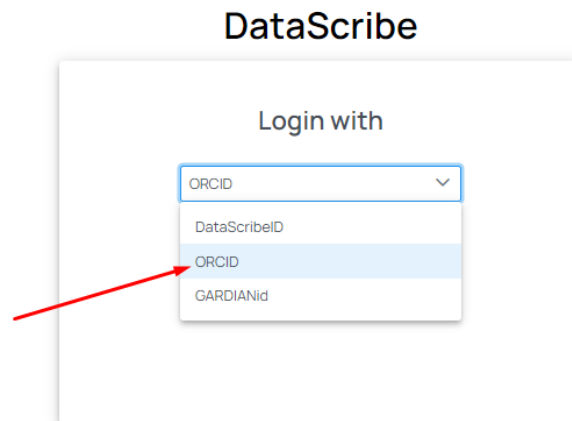 DataScribe
Login with
ORCID
DataScribeID
ORCID
GARDIANid